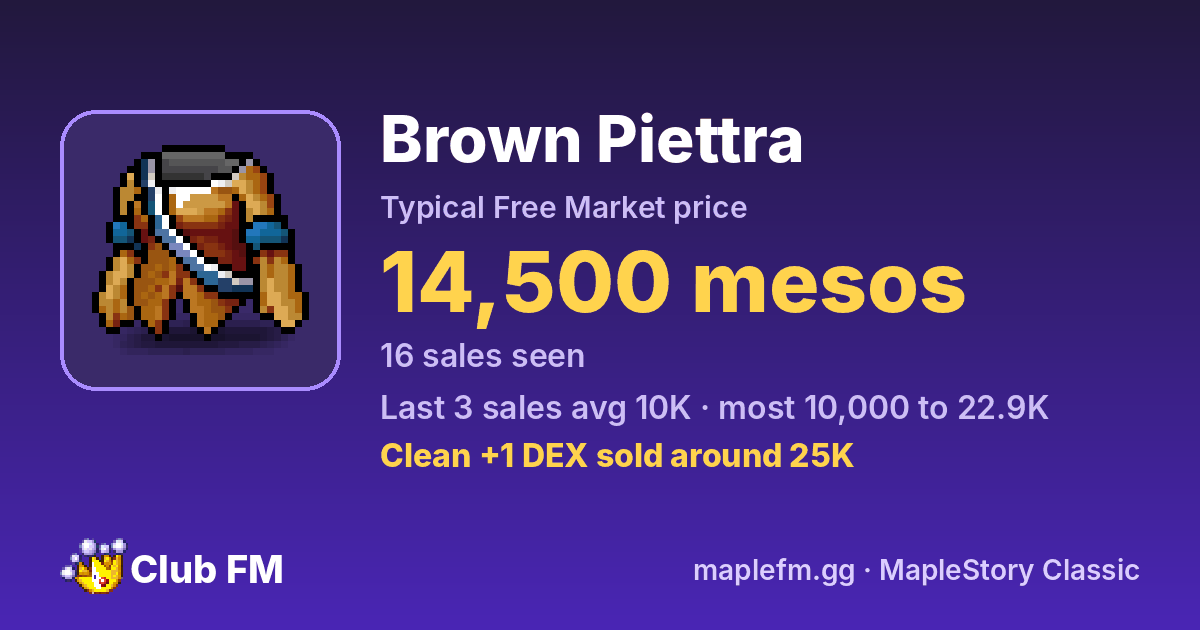 Brown Piettra
Typical Free Market price
14,500 mesos
16 sales seen
Last 3 sales avg 10K · most 10,000 to 22.9K
Clean +1 DEX sold around 25K
Club FM
maplefm.gg · MapleStory Classic